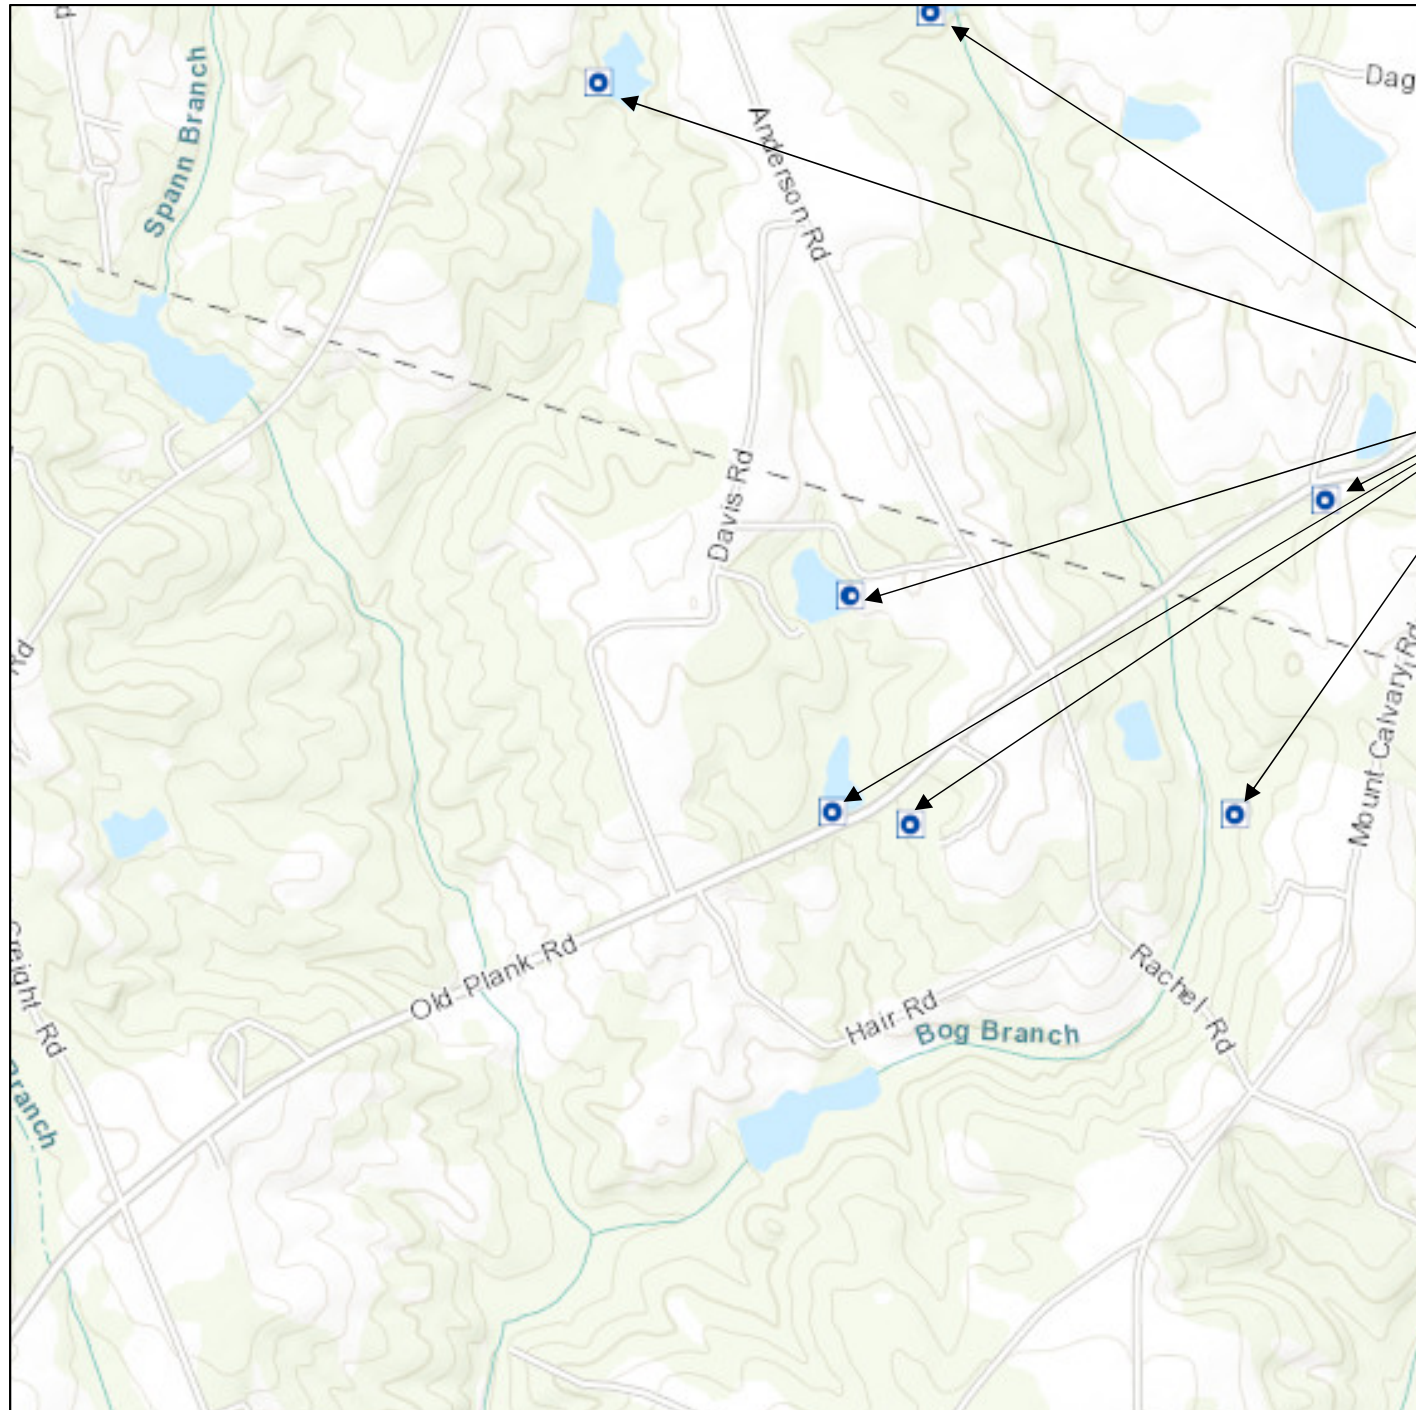 Spann Branch
Anderson Rd
Dag
Davis Rd
Rd
Mount Calvary Rd
Old Plank Rd
Hair Rd
Bog Branch
Rachel Rd
Creight Rd
Branch